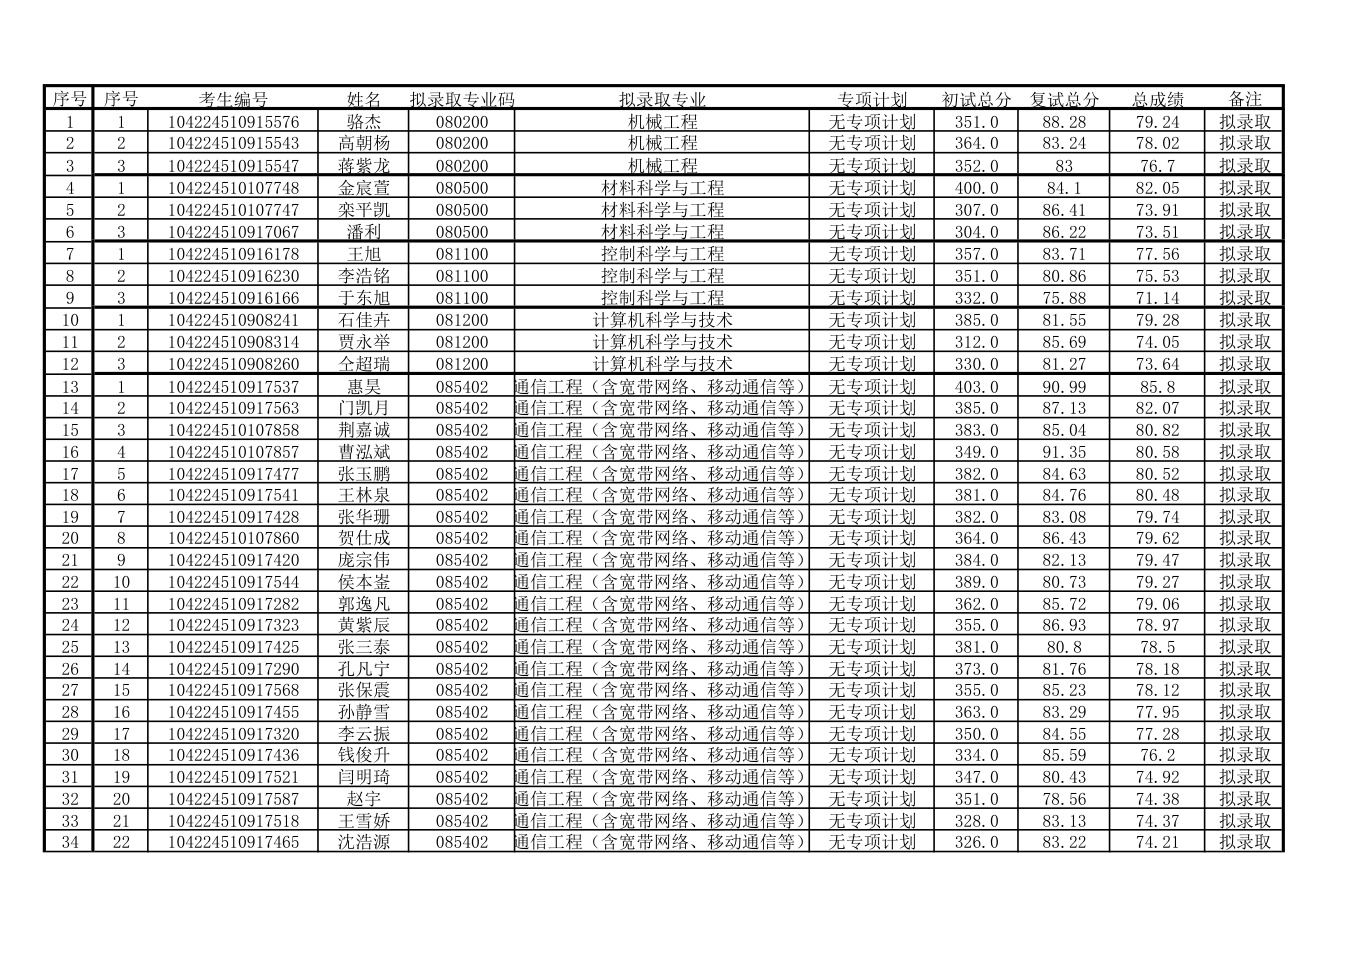 序号 序号 考生编号 姓名 拟录取专业码 拟录取专业 专项计划 初试总分 复试总分 总成绩 备注
1 1 104224510915576 骆杰 080200 机械工程 无专项计划 351.0 88.28 79.24 拟录取
2 2 104224510915543 高朝杨 080200 机械工程 无专项计划 364.0 83.24 78.02 拟录取
3 3 104224510915547 蒋紫龙 080200 机械工程 无专项计划 352.0 83 76.7 拟录取
4 1 104224510107748 金宸萱 080500 材料科学与工程 无专项计划 400.0 84.1 82.05 拟录取
5 2 104224510107747 栾平凯 080500 材料科学与工程 无专项计划 307.0 86.41 73.91 拟录取
6 3 104224510917067 潘利 080500 材料科学与工程 无专项计划 304.0 86.22 73.51 拟录取
7 1 104224510916178 王旭 081100 控制科学与工程 无专项计划 357.0 83.71 77.56 拟录取
8 2 104224510916230 李浩铭 081100 控制科学与工程 无专项计划 351.0 80.86 75.53 拟录取
9 3 104224510916166 于东旭 081100 控制科学与工程 无专项计划 332.0 75.88 71.14 拟录取
10 1 104224510908241 石佳卉 081200 计算机科学与技术 无专项计划 385.0 81.55 79.28 拟录取
11 2 104224510908314 贾永举 081200 计算机科学与技术 无专项计划 312.0 85.69 74.05 拟录取
12 3 104224510908260 仝超瑞 081200 计算机科学与技术 无专项计划 330.0 81.27 73.64 拟录取
13 1 104224510917537 惠昊 085402 通信工程（含宽带网络、移动通信等） 无专项计划 403.0 90.99 85.8 拟录取
14 2 104224510917563 门凯月 085402 通信工程（含宽带网络、移动通信等） 无专项计划 385.0 87.13 82.07 拟录取
15 3 104224510107858 荆嘉诚 085402 通信工程（含宽带网络、移动通信等） 无专项计划 383.0 85.04 80.82 拟录取
16 4 104224510107857 曹泓斌 085402 通信工程（含宽带网络、移动通信等） 无专项计划 349.0 91.35 80.58 拟录取
17 5 104224510917477 张玉鹏 085402 通信工程（含宽带网络、移动通信等） 无专项计划 382.0 84.63 80.52 拟录取
18 6 104224510917541 王林泉 085402 通信工程（含宽带网络、移动通信等） 无专项计划 381.0 84.76 80.48 拟录取
19 7 104224510917428 张华珊 085402 通信工程（含宽带网络、移动通信等） 无专项计划 382.0 83.08 79.74 拟录取
20 8 104224510107860 贺仕成 085402 通信工程（含宽带网络、移动通信等） 无专项计划 364.0 86.43 79.62 拟录取
21 9 104224510917420 庞宗伟 085402 通信工程（含宽带网络、移动通信等） 无专项计划 384.0 82.13 79.47 拟录取
22 10 104224510917544 侯本崟 085402 通信工程（含宽带网络、移动通信等） 无专项计划 389.0 80.73 79.27 拟录取
23 11 104224510917282 郭逸凡 085402 通信工程（含宽带网络、移动通信等） 无专项计划 362.0 85.72 79.06 拟录取
24 12 104224510917323 黄紫辰 085402 通信工程（含宽带网络、移动通信等） 无专项计划 355.0 86.93 78.97 拟录取
25 13 104224510917425 张三泰 085402 通信工程（含宽带网络、移动通信等） 无专项计划 381.0 80.8 78.5 拟录取
26 14 104224510917290 孔凡宁 085402 通信工程（含宽带网络、移动通信等） 无专项计划 373.0 81.76 78.18 拟录取
27 15 104224510917568 张保震 085402 通信工程（含宽带网络、移动通信等） 无专项计划 355.0 85.23 78.12 拟录取
28 16 104224510917455 孙静雪 085402 通信工程（含宽带网络、移动通信等） 无专项计划 363.0 83.29 77.95 拟录取
29 17 104224510917320 李云振 085402 通信工程（含宽带网络、移动通信等） 无专项计划 350.0 84.55 77.28 拟录取
30 18 104224510917436 钱俊升 085402 通信工程（含宽带网络、移动通信等） 无专项计划 334.0 85.59 76.2 拟录取
31 19 104224510917521 闫明琦 085402 通信工程（含宽带网络、移动通信等） 无专项计划 347.0 80.43 74.92 拟录取
32 20 104224510917587 赵宇 085402 通信工程（含宽带网络、移动通信等） 无专项计划 351.0 78.56 74.38 拟录取
33 21 104224510917518 王雪娇 085402 通信工程（含宽带网络、移动通信等） 无专项计划 328.0 83.13 74.37 拟录取
34 22 104224510917465 沈浩源 085402 通信工程（含宽带网络、移动通信等） 无专项计划 326.0 83.22 74.21 拟录取